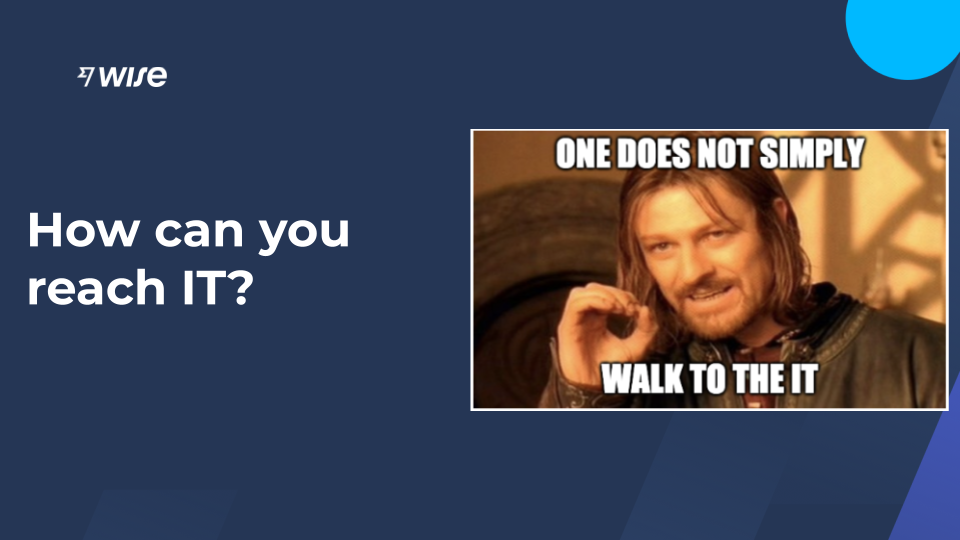 wise
How can you
reach IT?
ONE DOES NOT SIMPLY
WALK TO THE IT